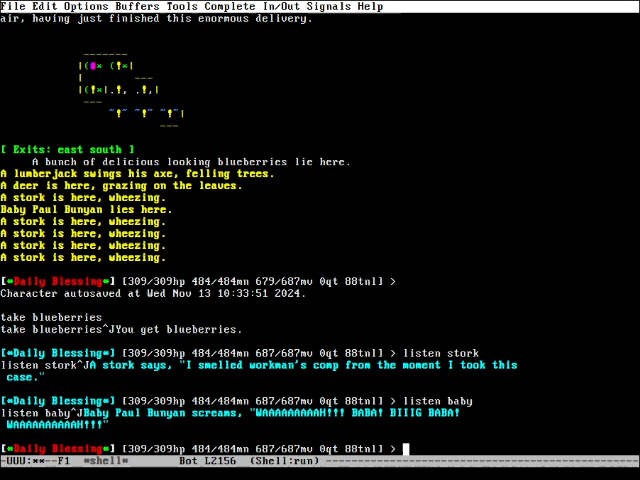 File Edit Options Buffers Tools Complete In/Out Signals Help
air, having just finished this enormous delivery.
-------
|(■* (!*|
|        ---
|(!*|.!, .!,|
---
~!~ ~!~ ~!~|
---
[ Exits: east south ]
A bunch of delicious looking blueberries lie here.
A lumberjack swings his axe, felling trees.
A deer is here, grazing on the leaves.
A stork is here, wheezing.
Baby Paul Bunyan lies here.
A stork is here, wheezing.
A stork is here, wheezing.
A stork is here, wheezing.
A stork is here, wheezing.
[*Daily Blessing*] [309/309hp 484/484mn 679/687mv 0qt 88tnl] >
Character autosaved at Wed Nov 13 10:33:51 2024.
take blueberries
take blueberries^JYou get blueberries.
[*Daily Blessing*] [309/309hp 484/484mn 687/687mv 0qt 88tnl] > listen stork
listen stork^JA stork says, "I smelled workman's comp from the moment I took this
case."
[*Daily Blessing*] [309/309hp 484/484mn 687/687mv 0qt 88tnl] > listen baby
listen baby^JBaby Paul Bunyan screams, "WAAAAAAAAAH!!! BABA! BIIIG BABA!
WAAAAAAAAAAH!!!"
[*Daily Blessing*] [309/309hp 484/484mn 687/687mv 0qt 88tnl] >
-UUU:**--F1  *shell*        Bot L2156  (Shell:run)